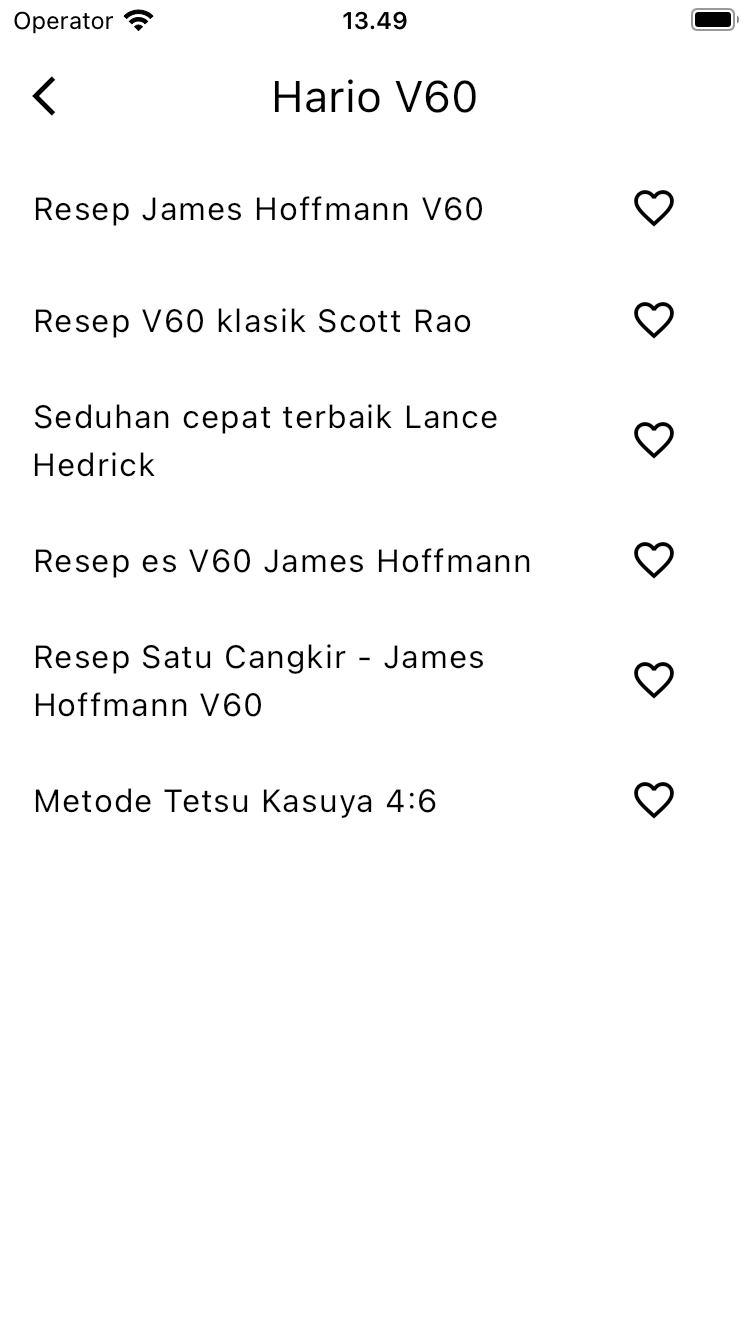 Operator 13.49
Hario V60
Resep James Hoffmann V60
Resep V60 klasik Scott Rao
Seduhan cepat terbaik Lance
Hedrick
Resep es V60 James Hoffmann
Resep Satu Cangkir - James
Hoffmann V60
Metode Tetsu Kasuya 4:6